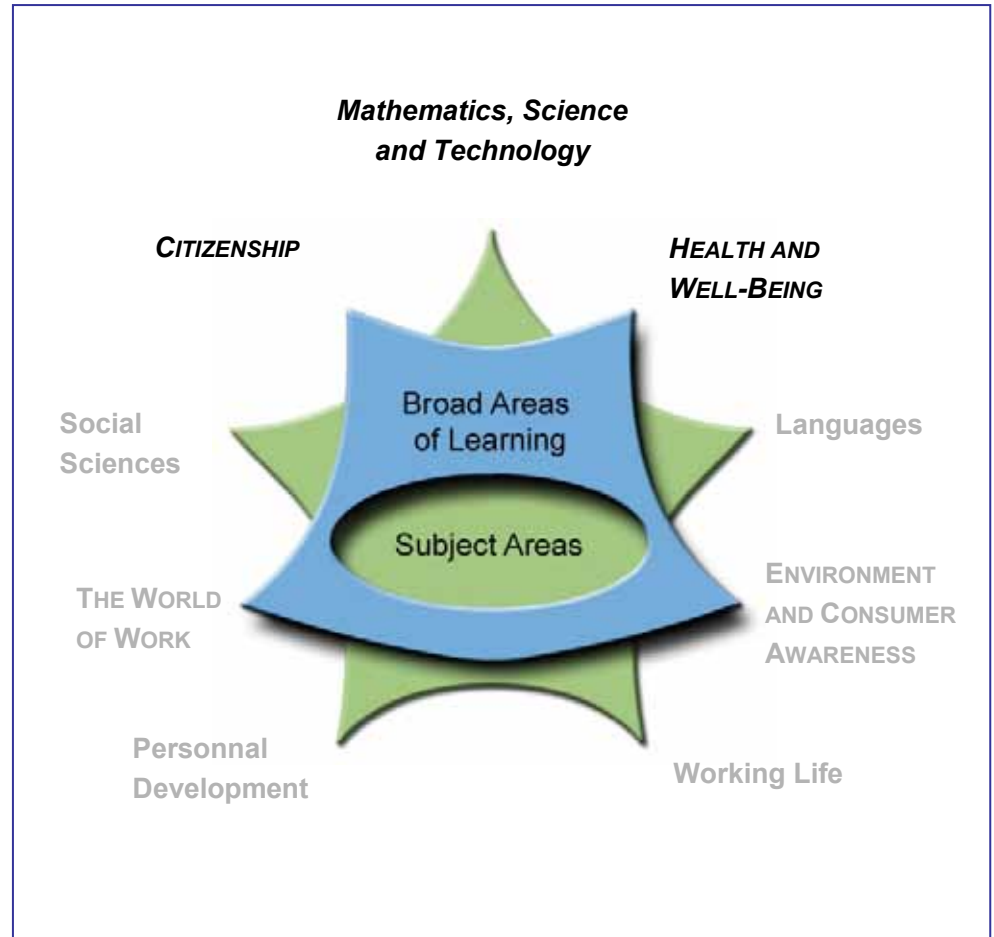 Mathematics, Science
and Technology
CITIZENSHIP
HEALTH AND
WELL-BEING
Broad Areas
of Learning
Social
Sciences
Languages
Subject Areas
THE WORLD
OF WORK
ENVIRONMENT
AND CONSUMER
AWARENESS
Personnal
Development
Working Life